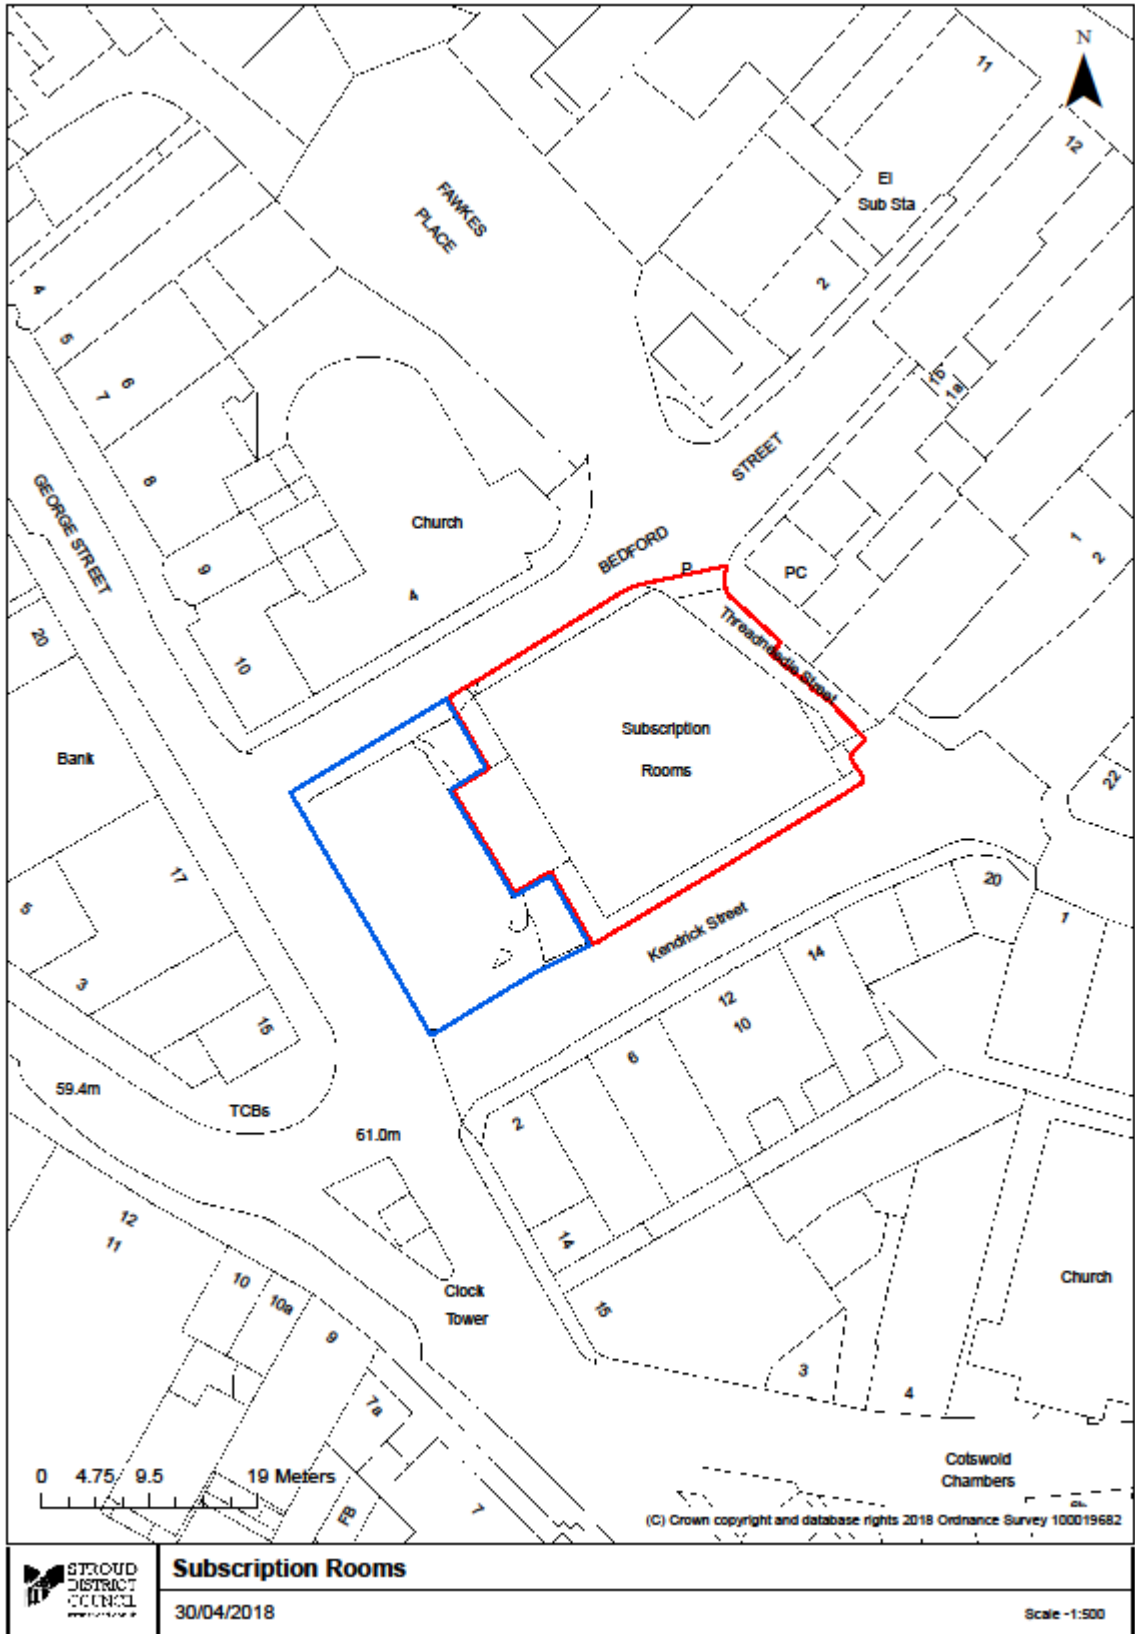 N
11
12
El
Sub Sta
FAWKES
PLACE
2
4
5
6
7
8
9
10
1b
1a
STREET
GEORGE STREET
Church
BEDFORD
P
PC
1
2
4
Threadneedle Street
20
Bank
Subscription
Rooms
22
17
5
3
15
Kendrick Street
20
1
14
12
10
6
2
59.4m
TCBs
61.0m
14
15
12
11
10
10a
9
Clock
Tower
Church
3
4
7a
7
FB
Cotswold
Chambers
0 4.75 9.5 19 Meters
(C) Crown copyright and database rights 2018 Ordnance Survey 100019682
STROUD
DISTRICT
COUNCIL
Subscription Rooms
30/04/2018
Scale -1:500